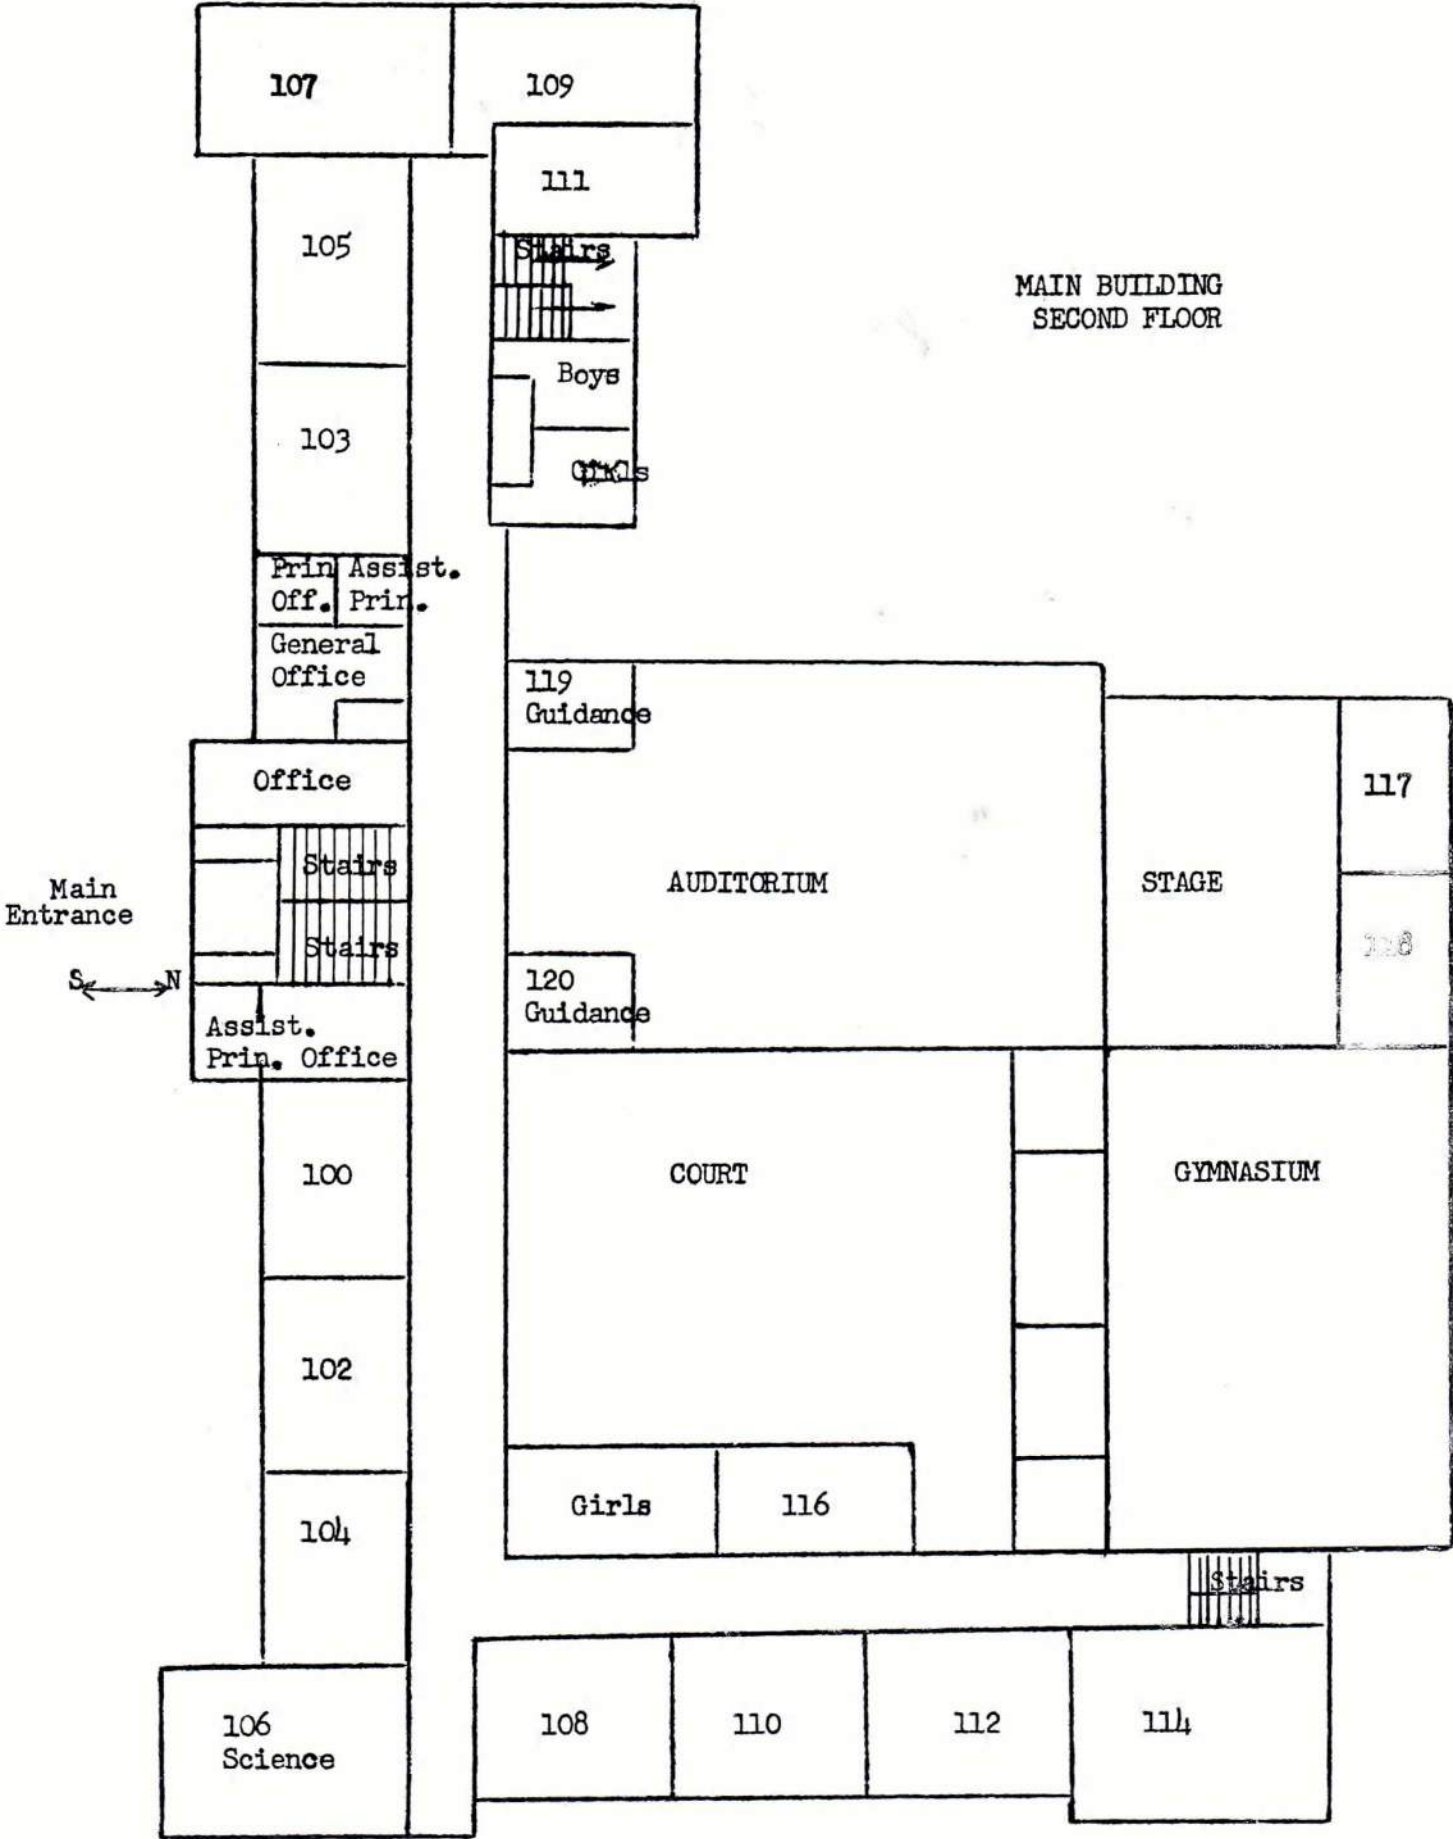 107
109
111
105
Stairs
MAIN BUILDING
SECOND FLOOR
Boys
103
Prin Assist.
Off. Prin.
General
Office
119
Guidance
Office
117
Stairs
AUDITORIUM
STAGE
Main
Entrance
Stairs
118
S N
120
Guidance
Assist.
Prin. Office
100
COURT
GYMNASIUM
102
Girls
116
104
Stairs
106
Science
108
110
112
114